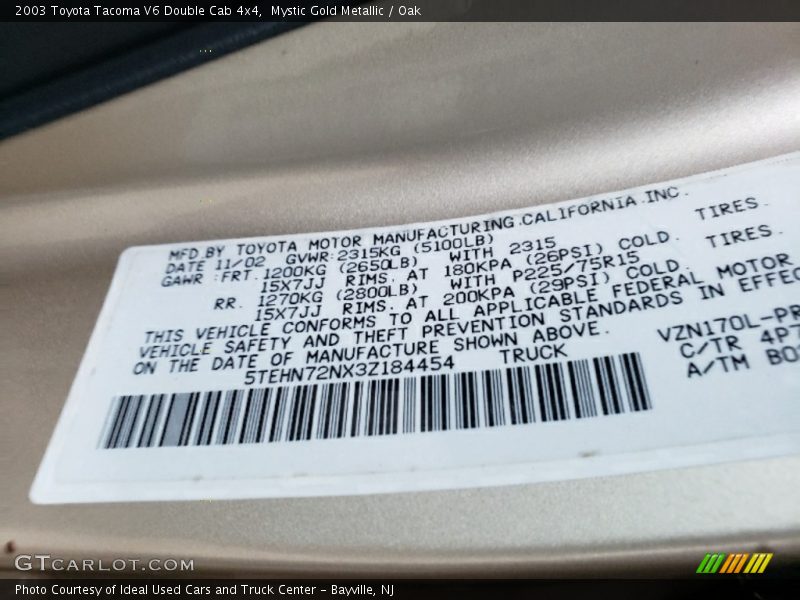 2003 Toyota Tacoma V6 Double Cab 4x4,  Mystic Gold Metallic / Oak
MFD.BY TOYOTA MOTOR MANUFACTURING.CALIFORNIA.INC.
DATE 11/02 GVWR:2315KG (5100LB)
GAWR :FRT.1200KG (2650LB) WITH 2315 TIRES.
15X7JJ RIMS. AT 180KPA (26PSI) COLD.
RR. 1270KG (2800LB) WITH P225/75R15 TIRES.
15X7JJ RIMS. AT 200KPA (29PSI) COLD.
THIS VEHICLE CONFORMS TO ALL APPLICABLE FEDERAL MOTOR
VEHICLE SAFETY AND THEFT PREVENTION STANDARDS IN EFFEC
ON THE DATE OF MANUFACTURE SHOWN ABOVE.
5TEHN72NX3Z184454 TRUCK
VZN170L-PR
C/TR 4P7
A/TM B0
GTCARLOT.COM
Photo Courtesy of Ideal Used Cars and Truck Center – Bayville, NJ